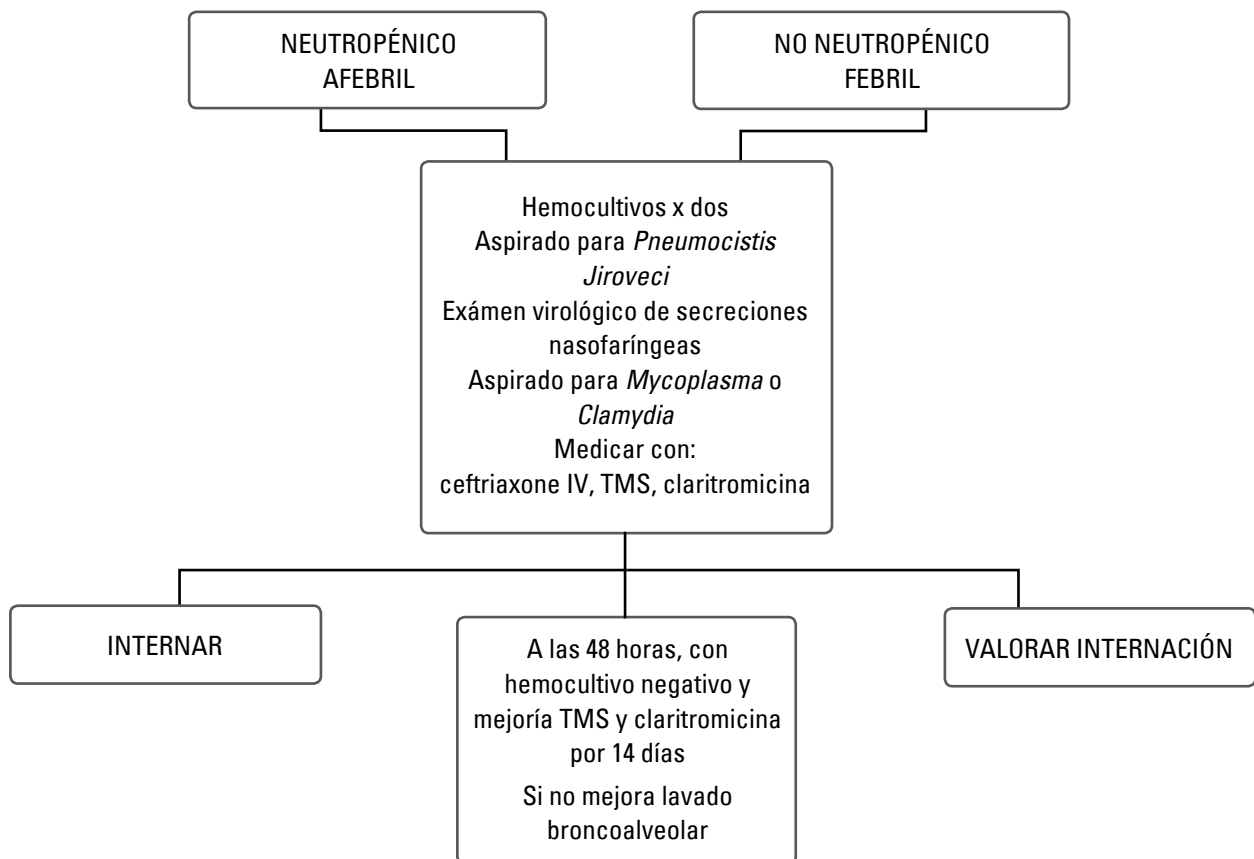 NEUTROPÉNICO
AFEBRIL
NO NEUTROPÉNICO
FEBRIL
Hemocultivos x dos
Aspirado para Pneumocistis
Jiroveci
Exámen virológico de secreciones
nasofaríngeas
Aspirado para Mycoplasma o
Clamydia
Medicar con:
ceftriaxone IV, TMS, claritromicina
INTERNAR
A las 48 horas, con
hemocultivo negativo y
mejoría TMS y claritromicina
por 14 días
Si no mejora lavado
broncoalveolar
VALORAR INTERNACIÓN